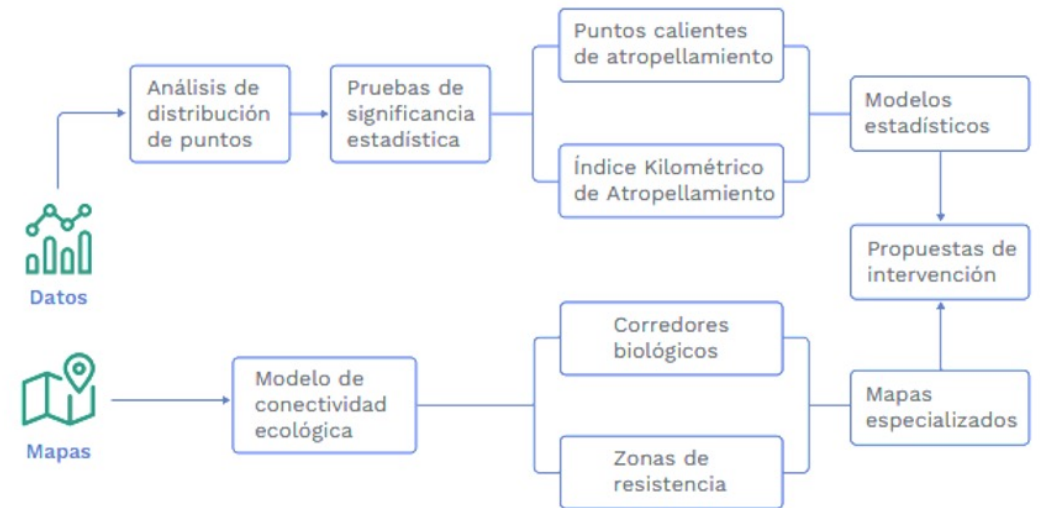 Puntos calientes
de atropellamiento
Análisis de
distribución
de puntos
Pruebas de
significancia
estadística
Modelos
estadísticos
Índice Kilométrico
de Atropellamiento
Propuestas de
intervención
Datos
Corredores
biológicos
Modelo de
conectividad
ecológica
Mapas
especializados
Mapas
Zonas de
resistencia